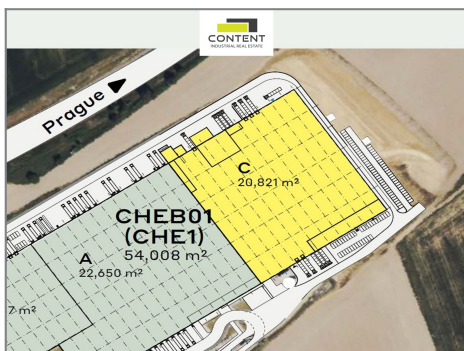 CONTENT
INDUSTRIAL REAL ESTATE
Prague
C
20,821 m²
CHEB01
(CHE1)
54,008 m²
A
22,650 m²
7 m²